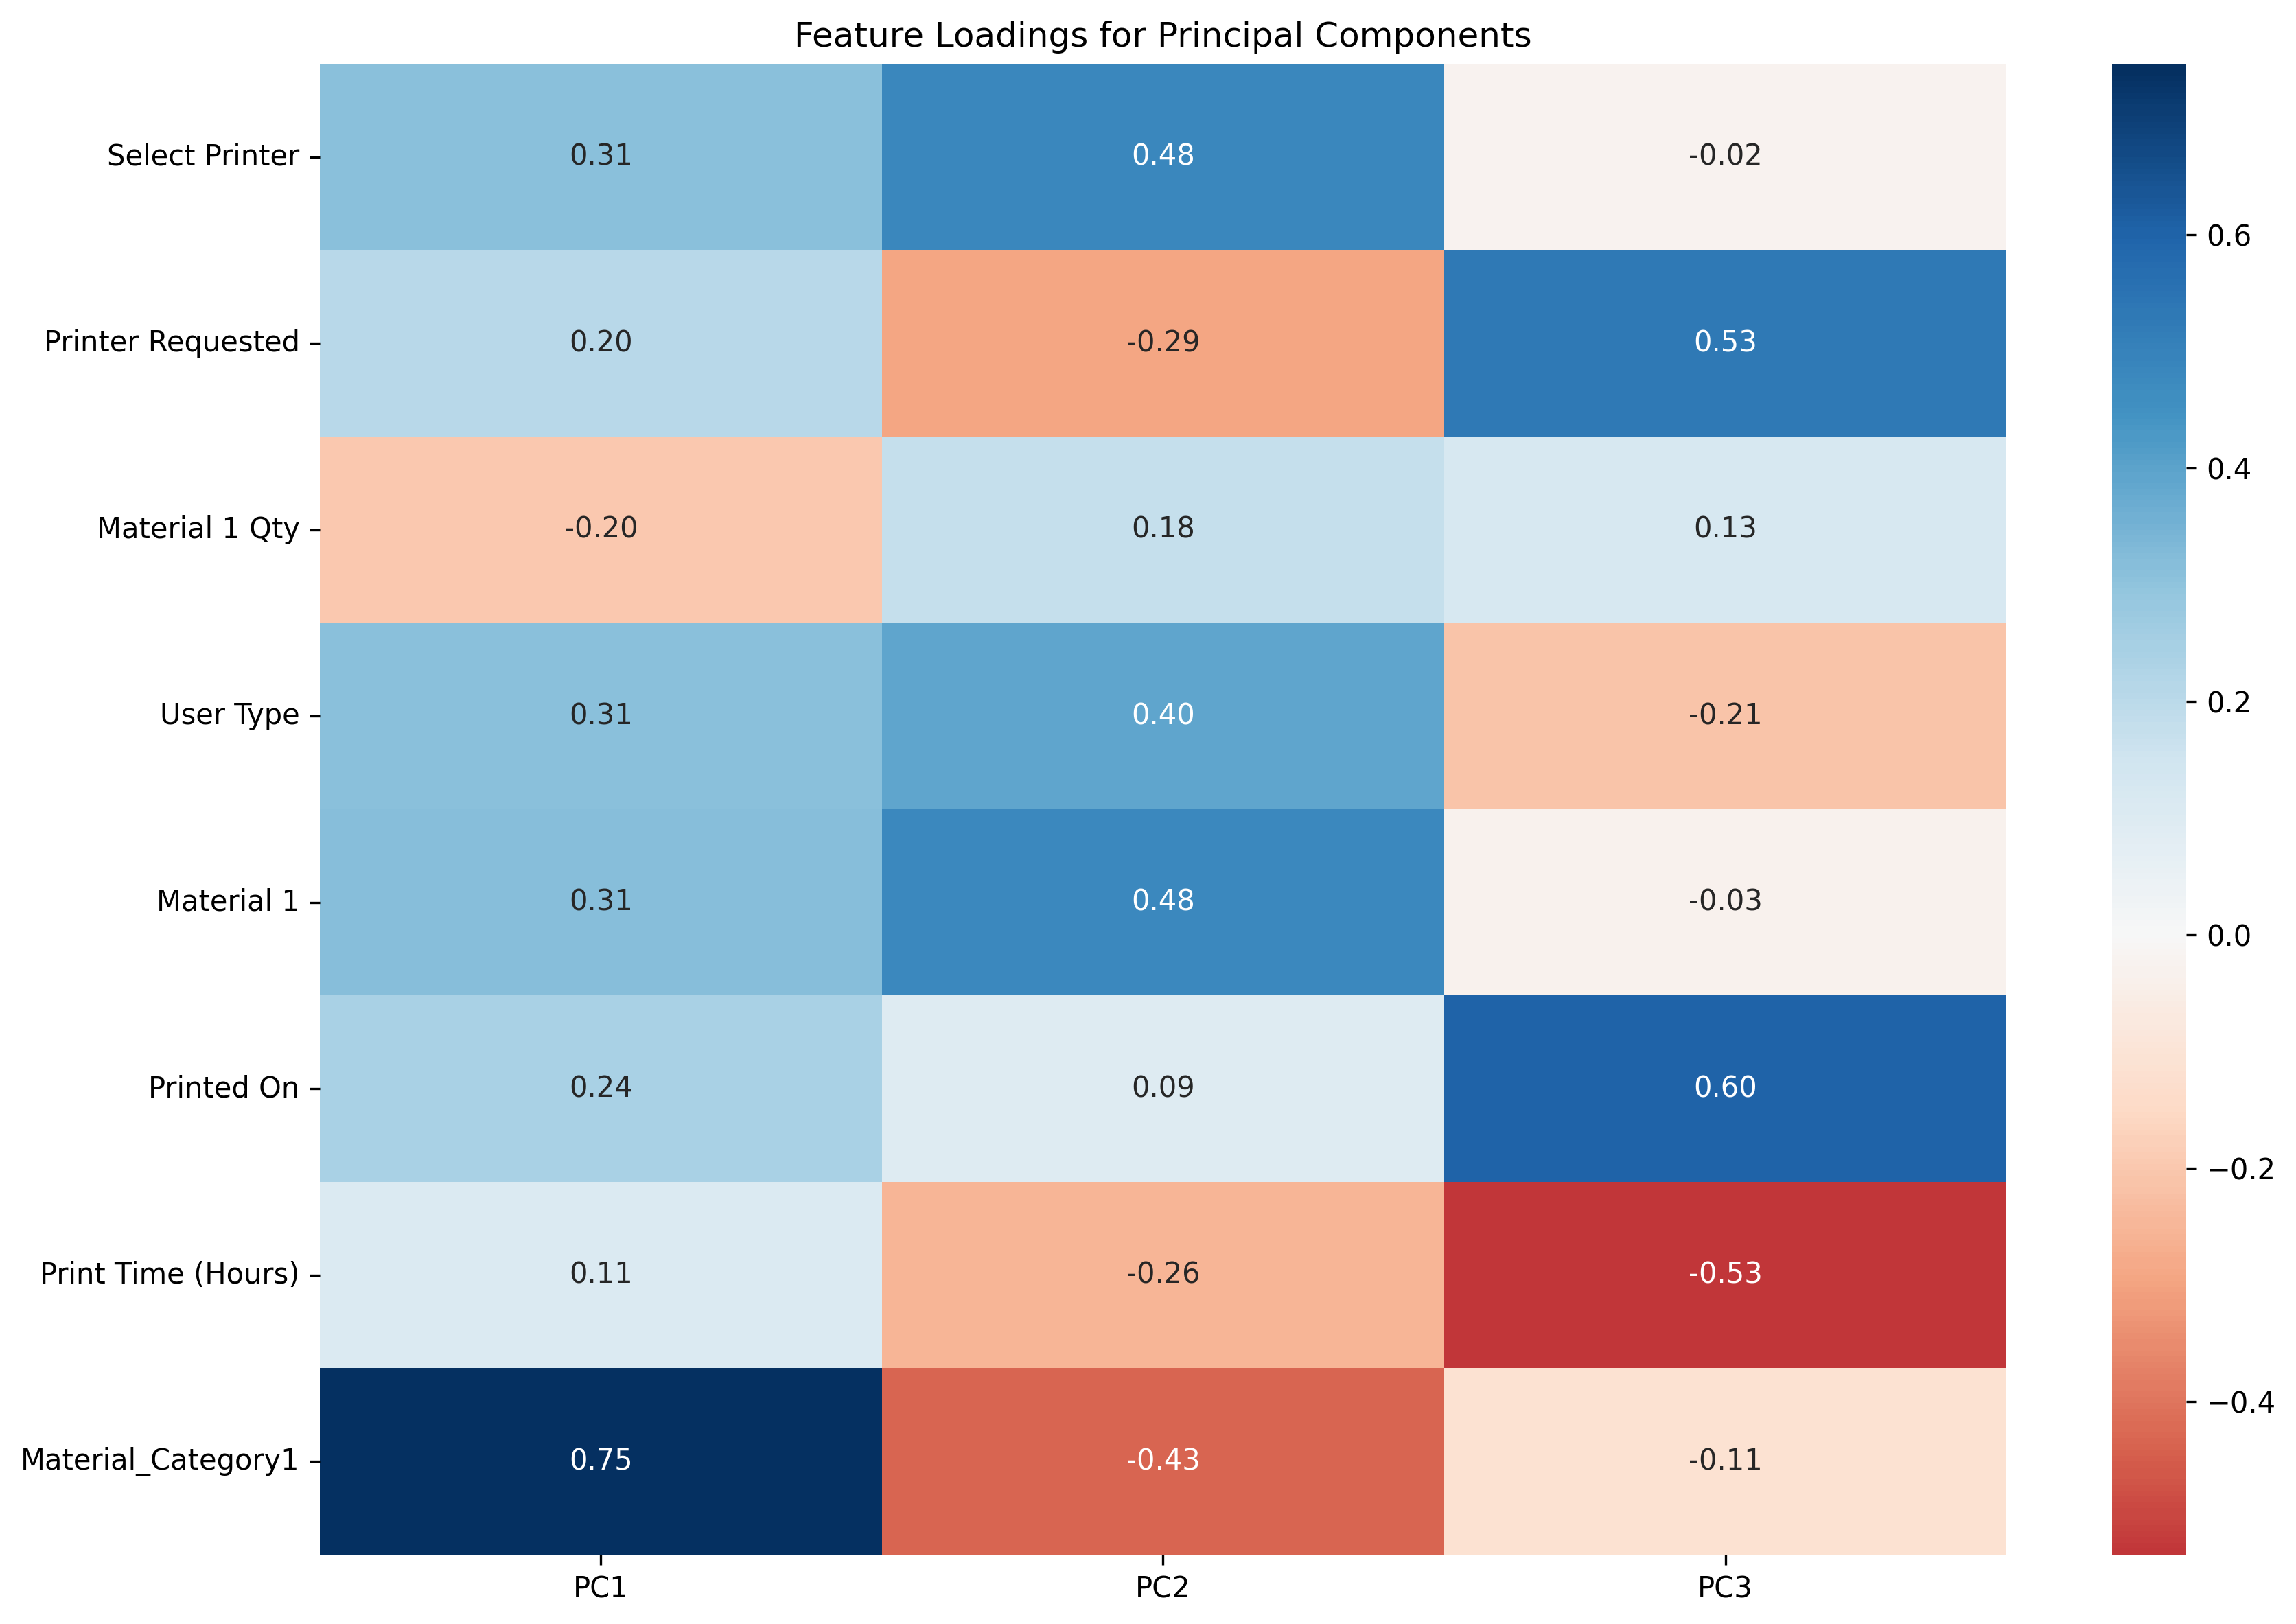 Feature Loadings for Principal Components
Select Printer 0.31 0.48 -0.02
Printer Requested 0.20 -0.29 0.53
Material 1 Qty -0.20 0.18 0.13
User Type 0.31 0.40 -0.21
Material 1 0.31 0.48 -0.03
Printed On 0.24 0.09 0.60
Print Time (Hours) 0.11 -0.26 -0.53
Material_Category1 0.75 -0.43 -0.11
PC1 PC2 PC3
0.6
0.4
0.2
0.0
−0.2
−0.4